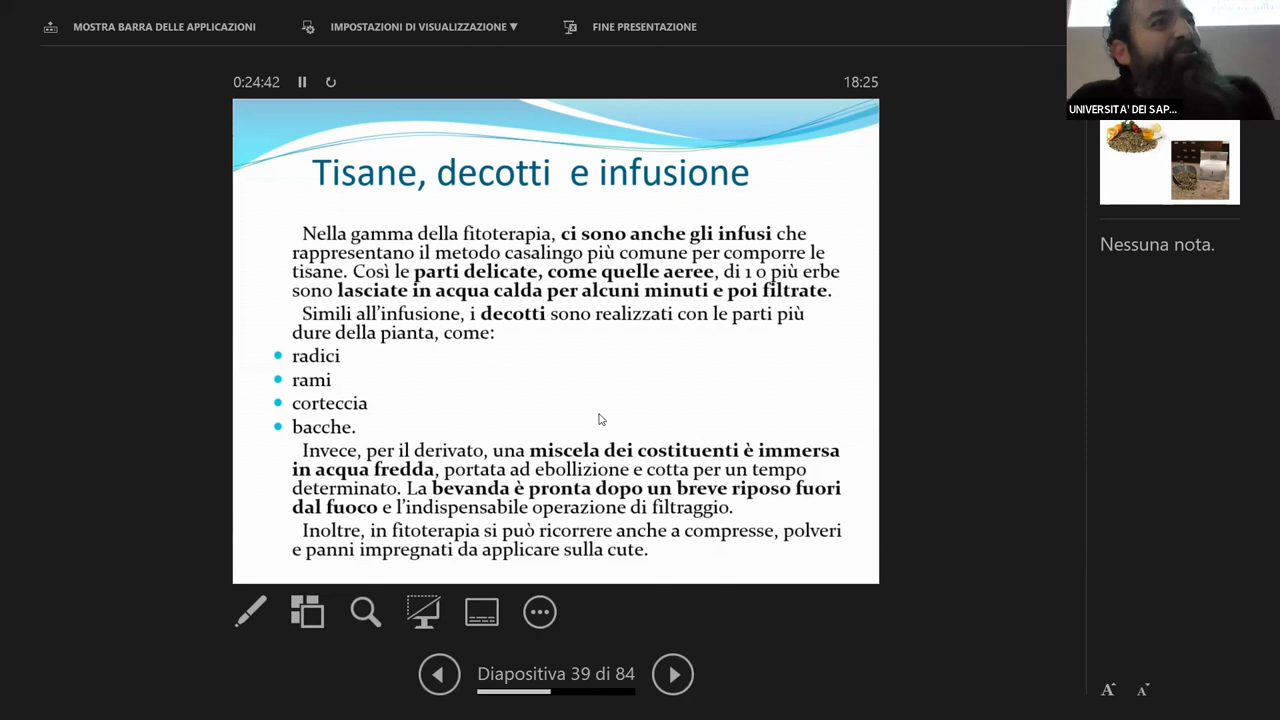 MOSTRA BARRA DELLE APPLICAZIONI
IMPOSTAZIONI DI VISUALIZZAZIONE ▼
FINE PRESENTAZIONE
UNIVERSITA' DEI SAP...
0:24:42
18:25
Tisane, decotti e infusione
Nella gamma della fitoterapia, ci sono anche gli infusi che
rappresentano il metodo casalingo più comune per comporre le
tisane. Così le parti delicate, come quelle aeree, di 1 o più erbe
sono lasciate in acqua calda per alcuni minuti e poi filtrate.
Simili all'infusione, i decotti sono realizzati con le parti più
dure della pianta, come:
• radici
• rami
• corteccia
• bacche.
Invece, per il derivato, una miscela dei costituenti è immersa
in acqua fredda, portata ad ebollizione e cotta per un tempo
determinato. La bevanda è pronta dopo un breve riposo fuori
dal fuoco e l'indispensabile operazione di filtraggio.
Inoltre, in fitoterapia si può ricorrere anche a compresse, polveri
e panni impregnati da applicare sulla cute.
Nessuna nota.
Diapositiva 39 di 84
A A